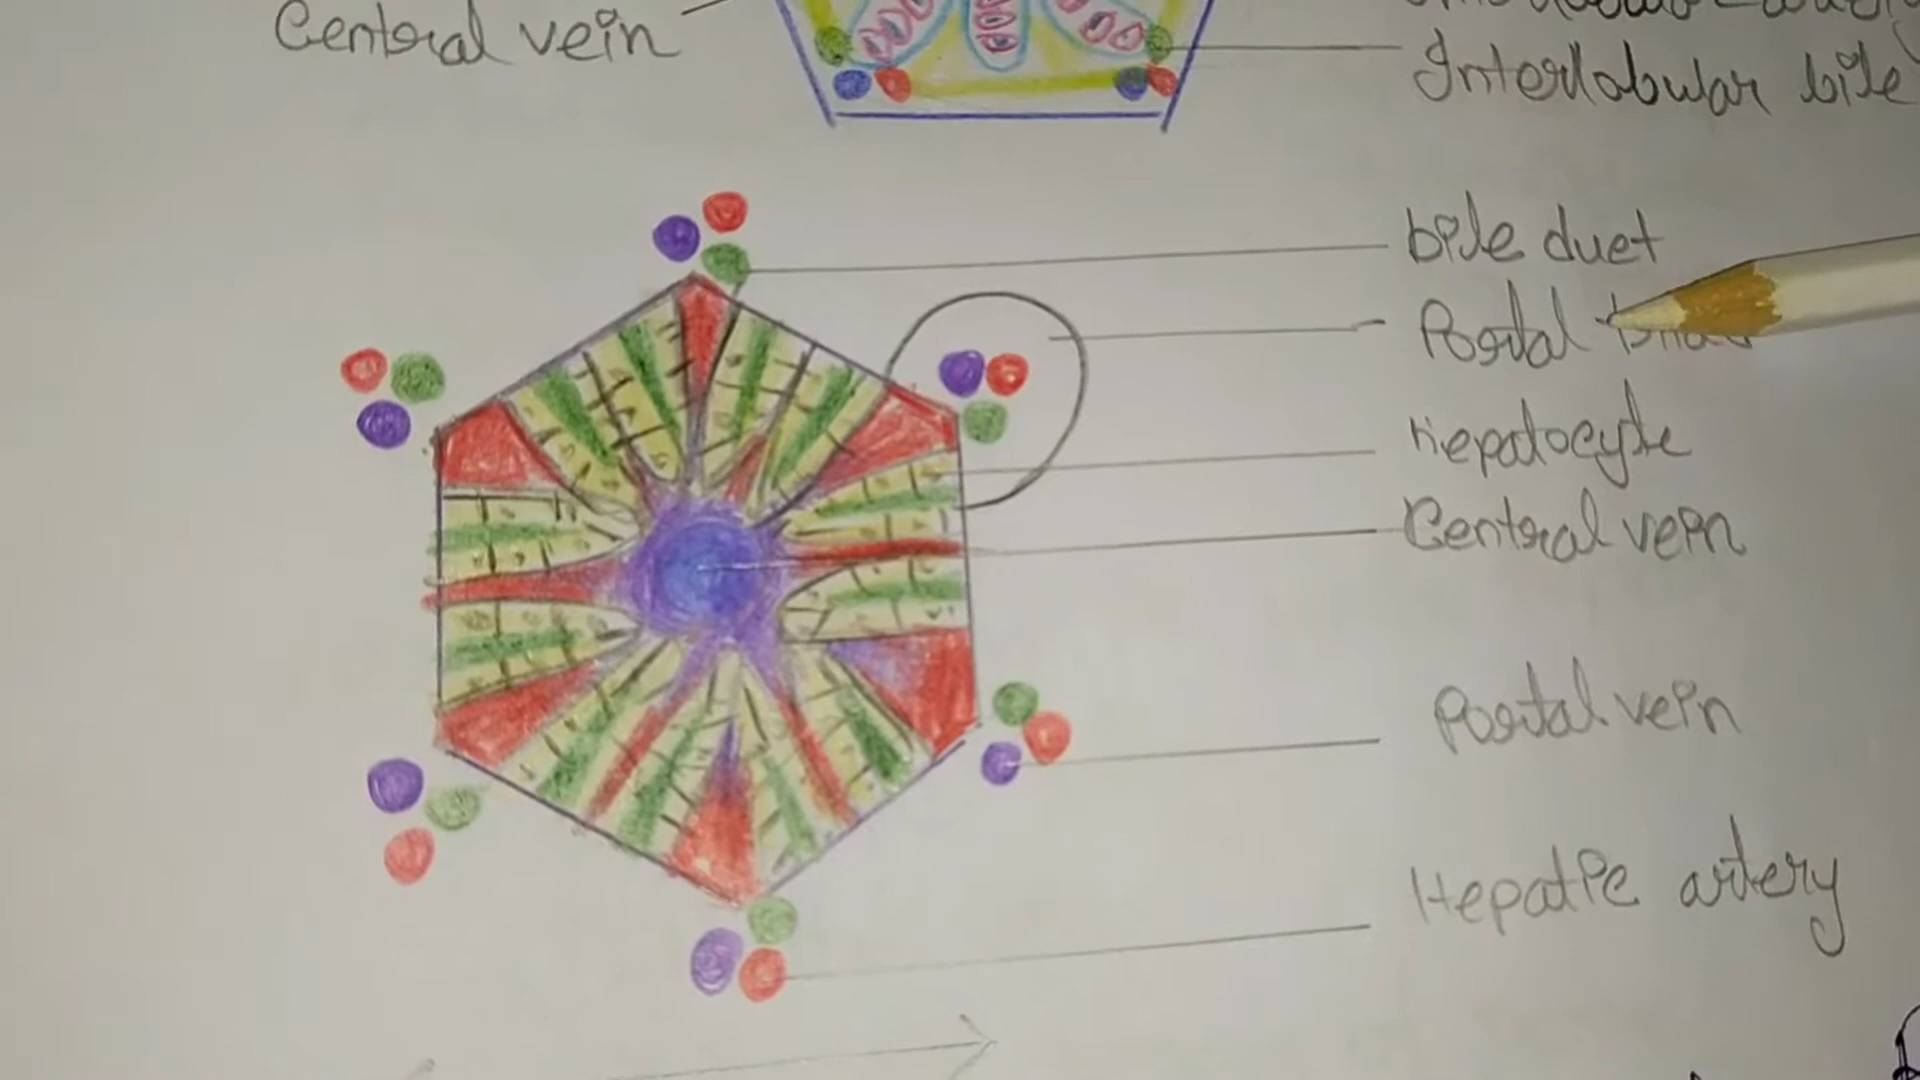 Central vein
Interlobular bile
bile duct
Portal
Hepatocyte
Central vein
Portal vein
Hepatic artery